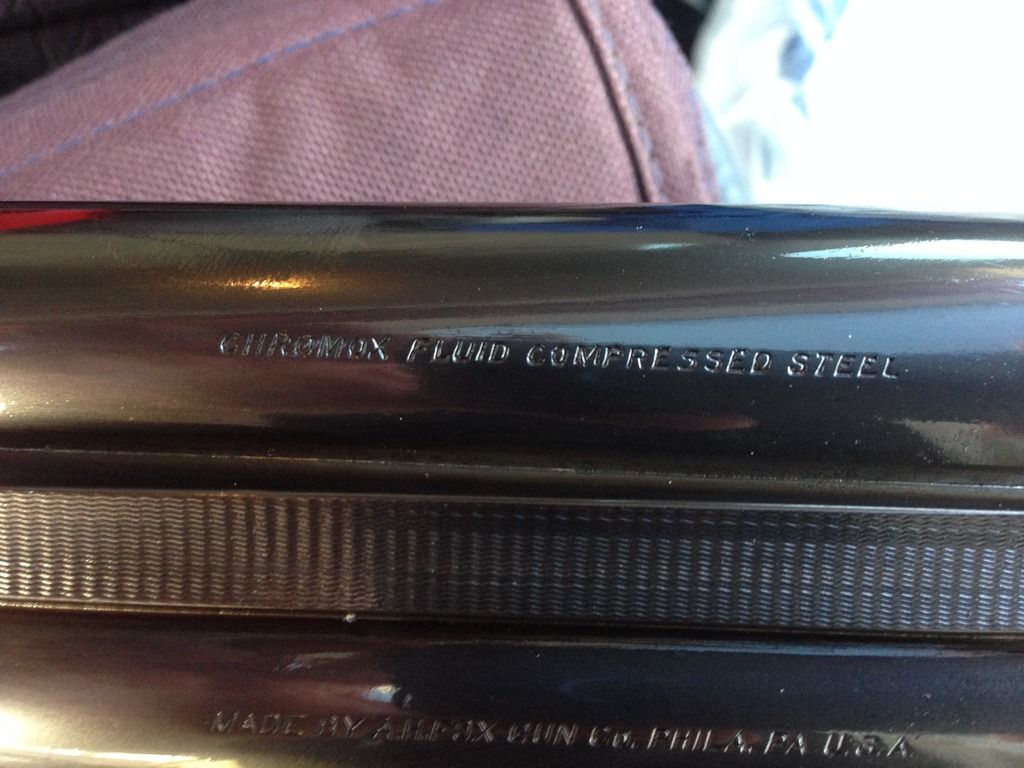 CHROMOX FLUID COMPRESSED STEEL
MADE BY A.H.FOX GUN CO. PHILA. PA U.S.A.